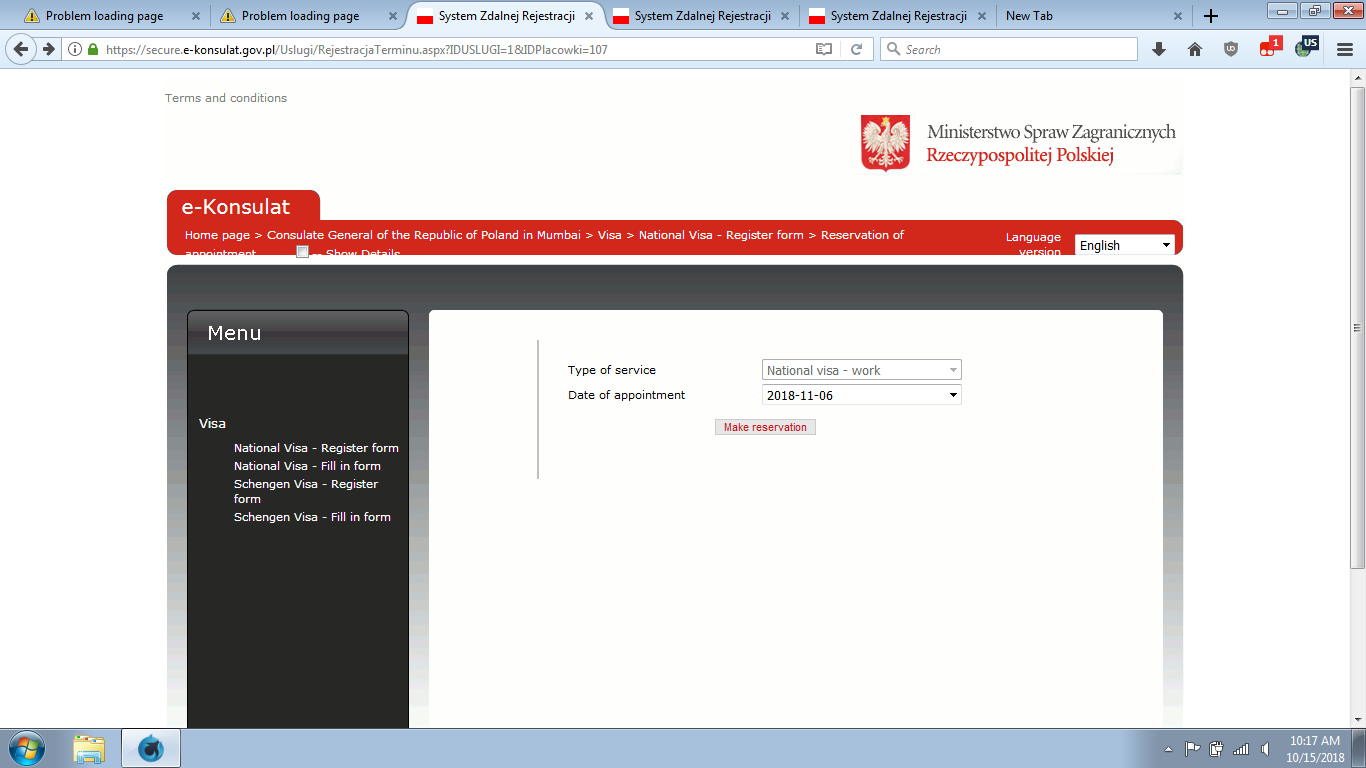 Problem loading page
Problem loading page
System Zdalnej Rejestracji
System Zdalnej Rejestracji
System Zdalnej Rejestracji
New Tab
https://secure.e-konsulat.gov.pl/Uslugi/RejestracjaTerminu.aspx?IDUSLUGI=1&IDPlacowki=107
Search
1
US
Terms and conditions
Ministerstwo Spraw Zagranicznych
Rzeczypospolitej Polskiej
e-Konsulat
Home page > Consulate General of the Republic of Poland in Mumbai > Visa > National Visa - Register form > Reservation of
appointment
-- Show Details
Language
version
English
Menu
Visa
National Visa - Register form
National Visa - Fill in form
Schengen Visa - Register
form
Schengen Visa - Fill in form
Type of service
National visa - work
Date of appointment
2018-11-06
Make reservation
10:17 AM
10/15/2018